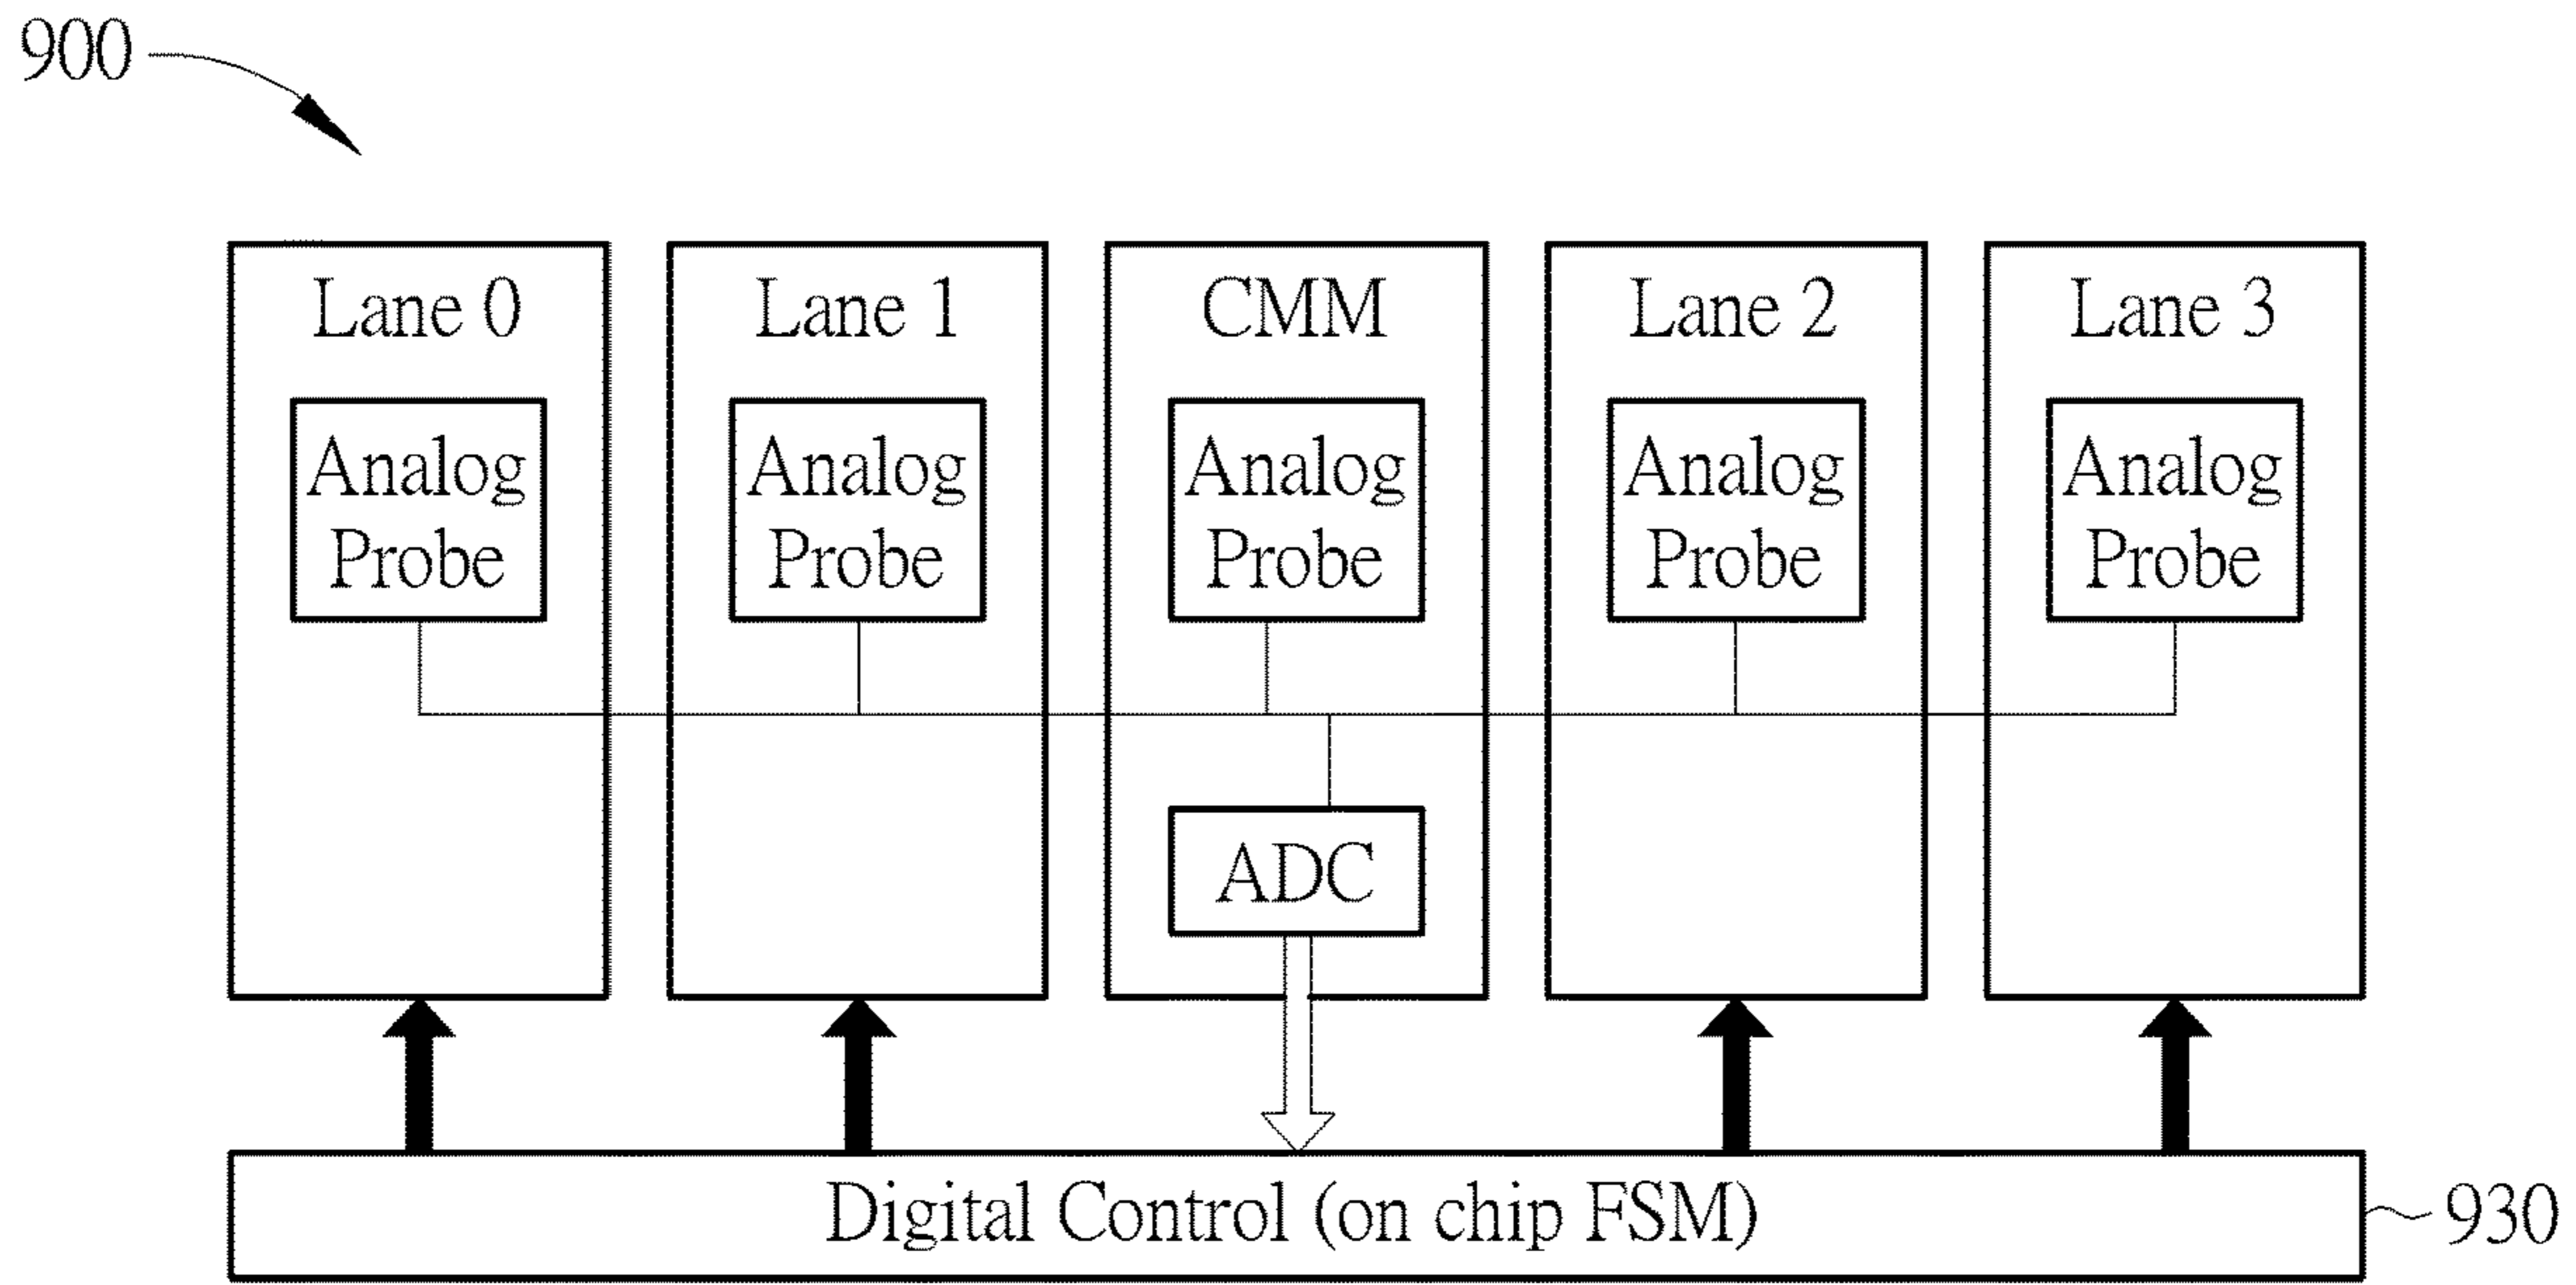 900
Lane 0
Lane 1
CMM
Lane 2
Lane 3
Analog
Probe
Analog
Probe
Analog
Probe
Analog
Probe
Analog
Probe
ADC
Digital Control (on chip FSM)
930